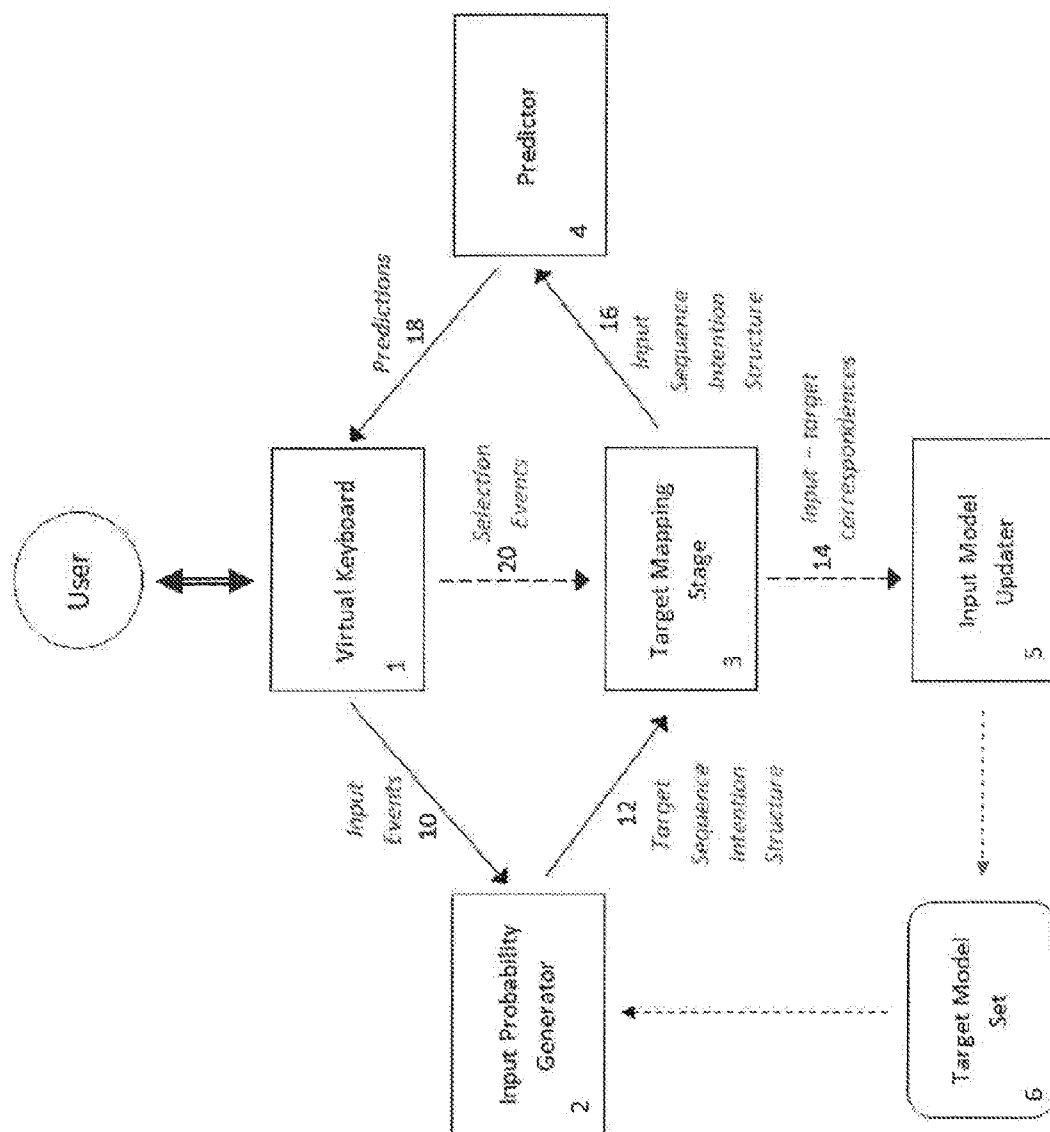 User
Virtual Keyboard
1
Input
Events
10
Predictions
18
Selection
Events
20
Input Probability
Generator
2
Target Mapping
Stage
3
Predictor
4
12
Target
Sequence
Intention
Structure
16
Input
Sequence
Intention
Structure
14
Input – target
correspondences
Target Model
Set
6
Input Model
Updater
5